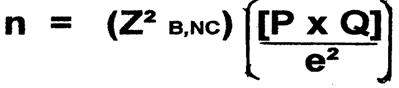 n = (Z² B,NC) ([P x Q] / e²)